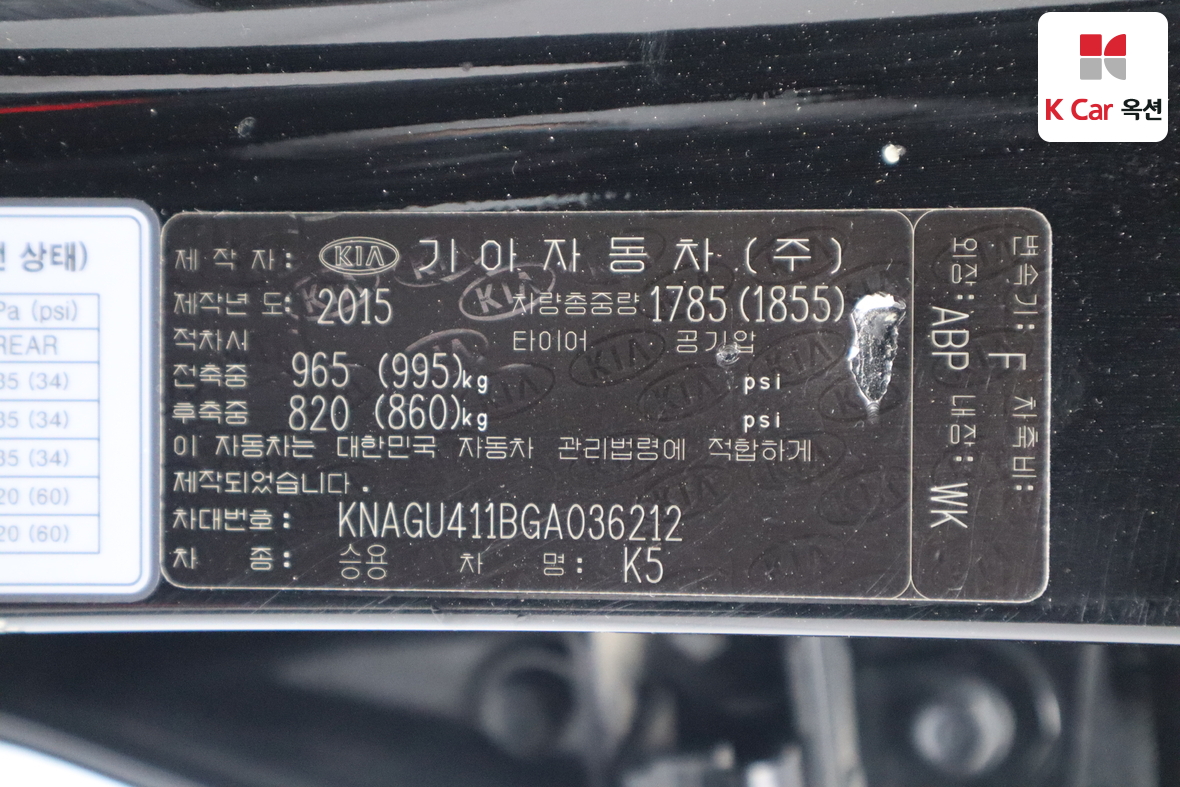 K Car 옥션
전 상태)
Pa (psi)
REAR
35 (34)
35 (34)
35 (34)
20 (60)
20 (60)
제 작 자: KIA 기 아 자 동 차 (주)
제작년 도: 2015 차량총중량 1785 (1855)
적차시 타이어 공기압
전축중 965 (995)kg psi
후축중 820 (860)kg psi
이 자동차는 대한민국 자동차 관리법령에 적합하게
제작되었습니다.
차대번호: KNAGU411BGA036212
차 종: 승용 차 명: K5
변속기: F 차축비:
외장: ABP 내장: WK